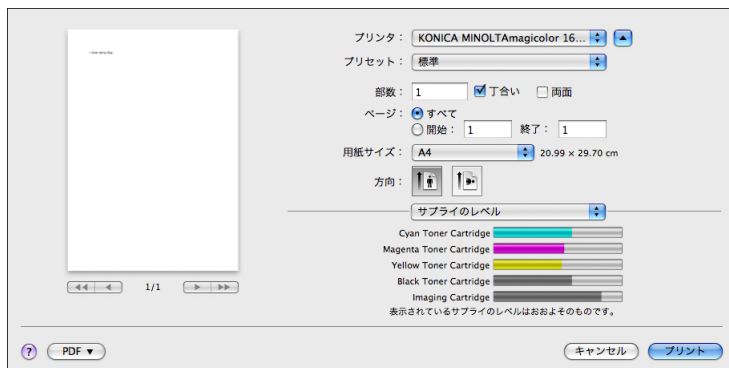 プリンタ： KONICA MINOLTAmagicolor 16...
プリセット： 標準
部数： 1 丁合い 両面
ページ： すべて
開始： 1 終了： 1
用紙サイズ： A4 20.99 × 29.70 cm
方向：
サプライのレベル
Cyan Toner Cartridge
Magenta Toner Cartridge
Yellow Toner Cartridge
Black Toner Cartridge
Imaging Cartridge
表示されているサプライのレベルはおおよそのものです。
1/1
? PDF ▼ キャンセル プリント